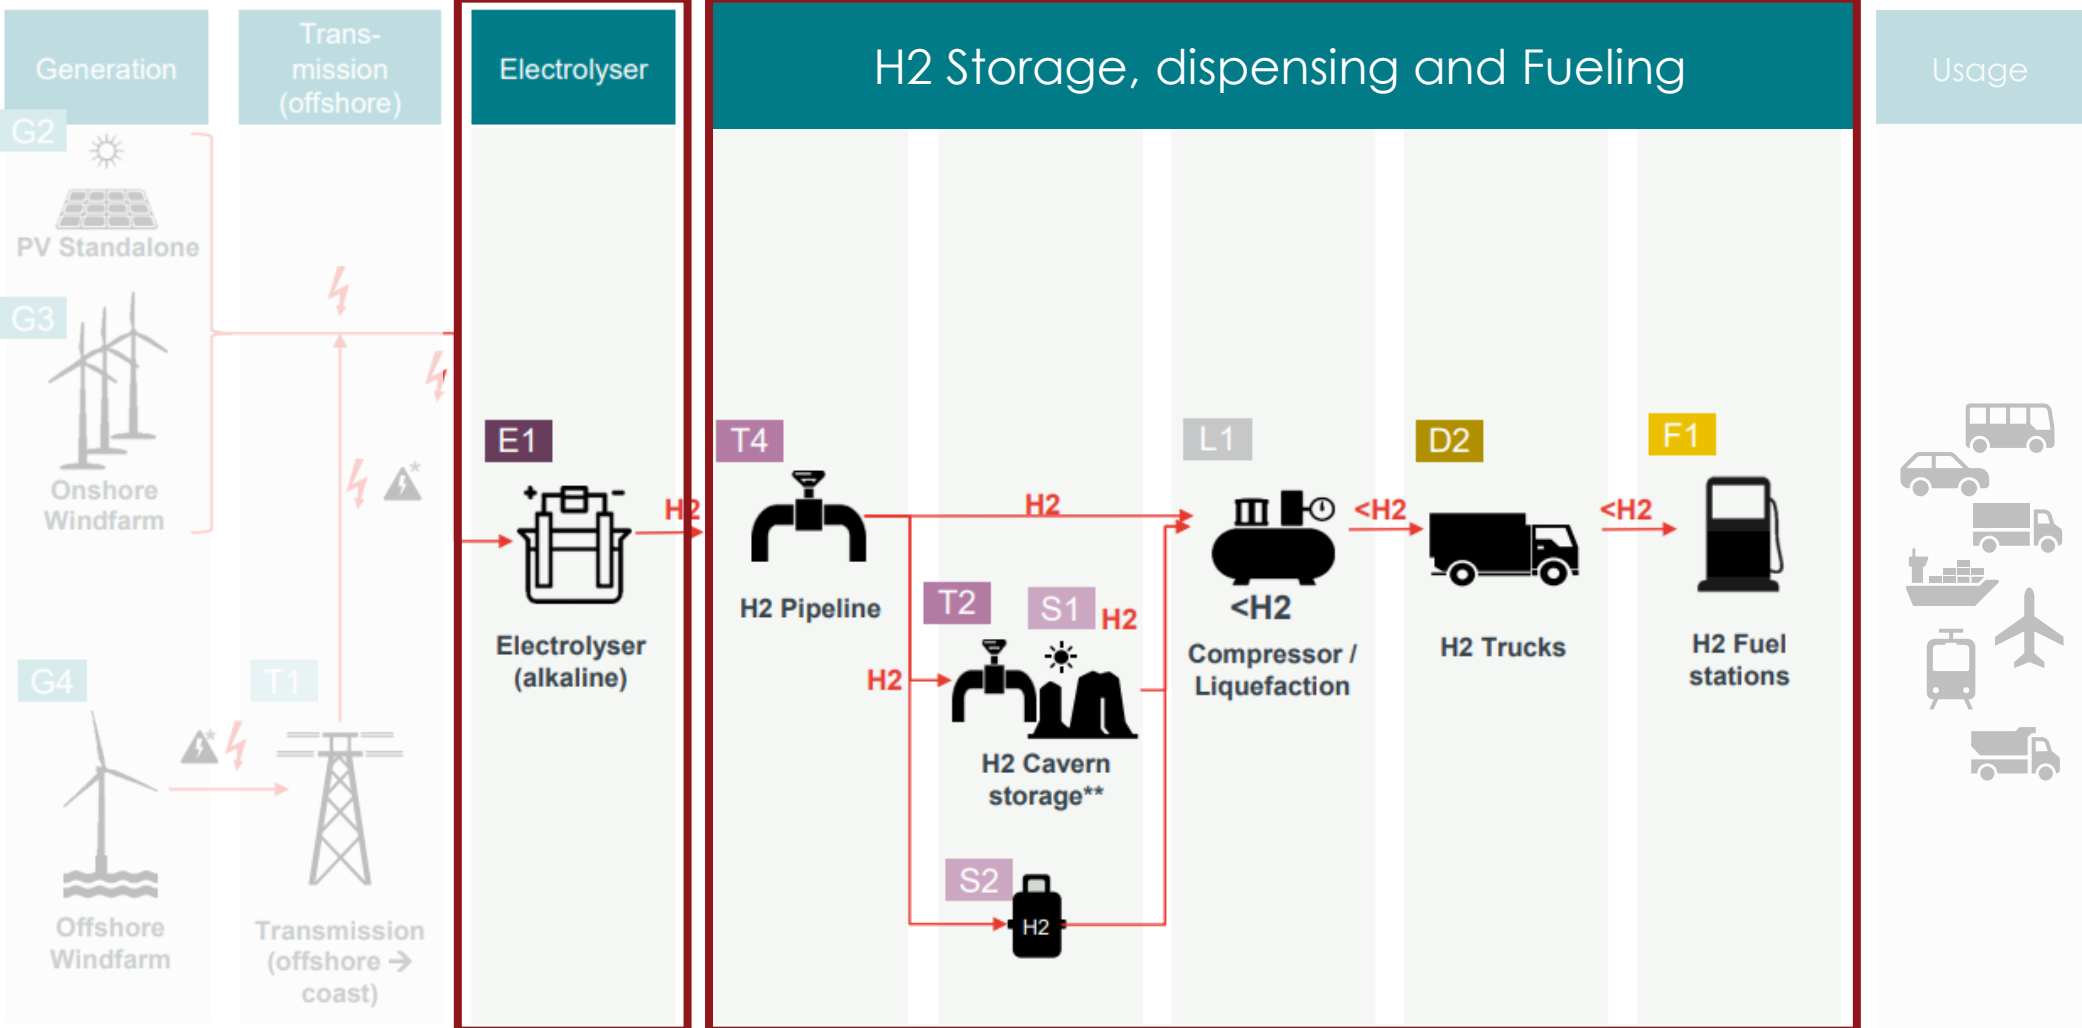 Generation
Trans-
mission
(offshore)
Electrolyser
H2 Storage, dispensing and Fueling
Usage
G2
PV Standalone
G3
Onshore
Windfarm
*
G4
T1
*
Offshore
Windfarm
Transmission
(offshore →
coast)
E1
+ -
Electrolyser
(alkaline)
H2
T4
H2 Pipeline
H2
H2
T2
S1
H2
H2 Cavern
storage**
S2
H2
L1
<H2
Compressor /
Liquefaction
<H2
D2
H2 Trucks
<H2
F1
H2 Fuel
stations